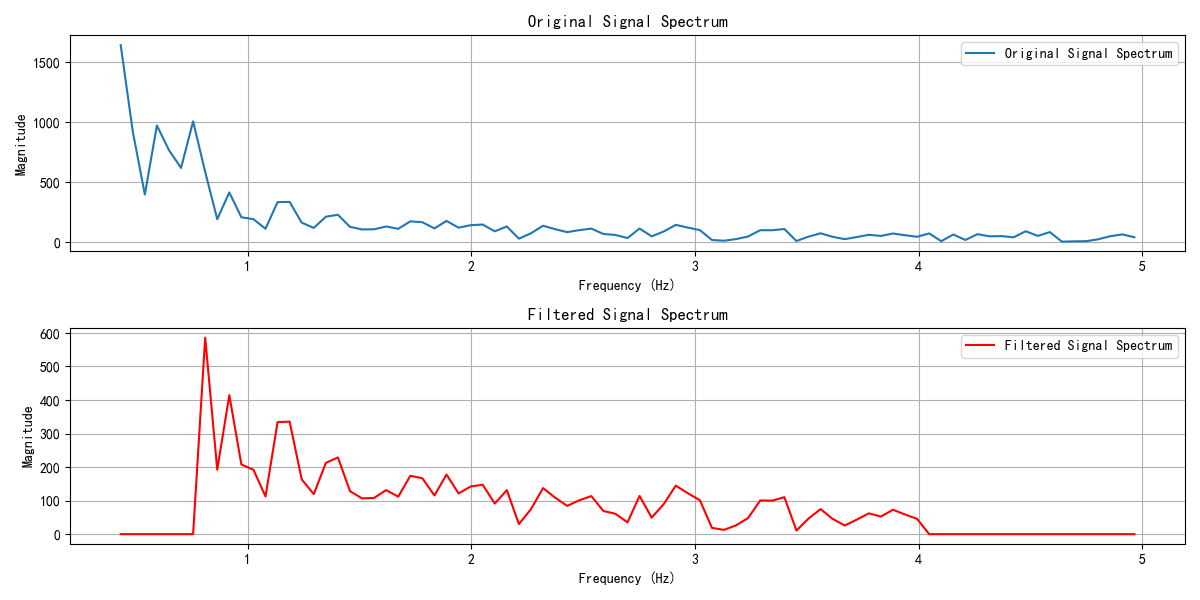 Original Signal Spectrum
Original Signal Spectrum
Magnitude
1500
1000
500
0
1 2 3 4 5
Frequency (Hz)
Filtered Signal Spectrum
Filtered Signal Spectrum
Magnitude
600
500
400
300
200
100
0
1 2 3 4 5
Frequency (Hz)